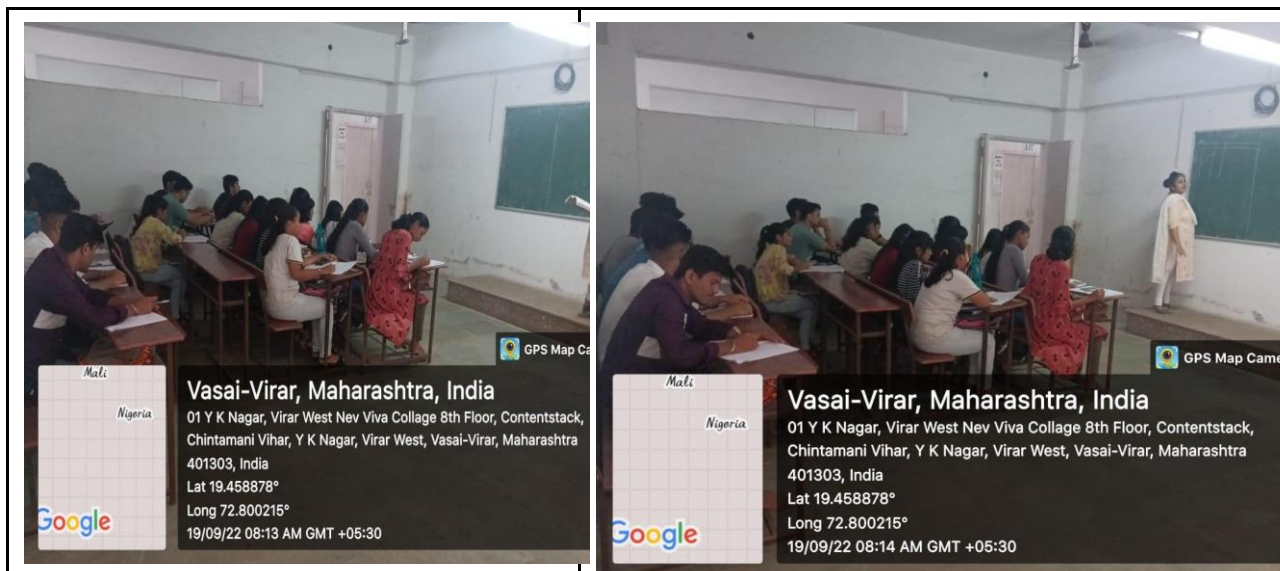 GPS Map Ca
Mali
Nigeria
Google
Vasai-Virar, Maharashtra, India
01 Y K Nagar, Virar West Nev Viva Collage 8th Floor, Contentstack,
Chintamani Vihar, Y K Nagar, Virar West, Vasai-Virar, Maharashtra
401303, India
Lat 19.458878°
Long 72.800215°
19/09/22 08:13 AM GMT +05:30
GPS Map Came
Mali
Nigeria
Google
Vasai-Virar, Maharashtra, India
01 Y K Nagar, Virar West Nev Viva Collage 8th Floor, Contentstack,
Chintamani Vihar, Y K Nagar, Virar West, Vasai-Virar, Maharashtra
401303, India
Lat 19.458878°
Long 72.800215°
19/09/22 08:14 AM GMT +05:30